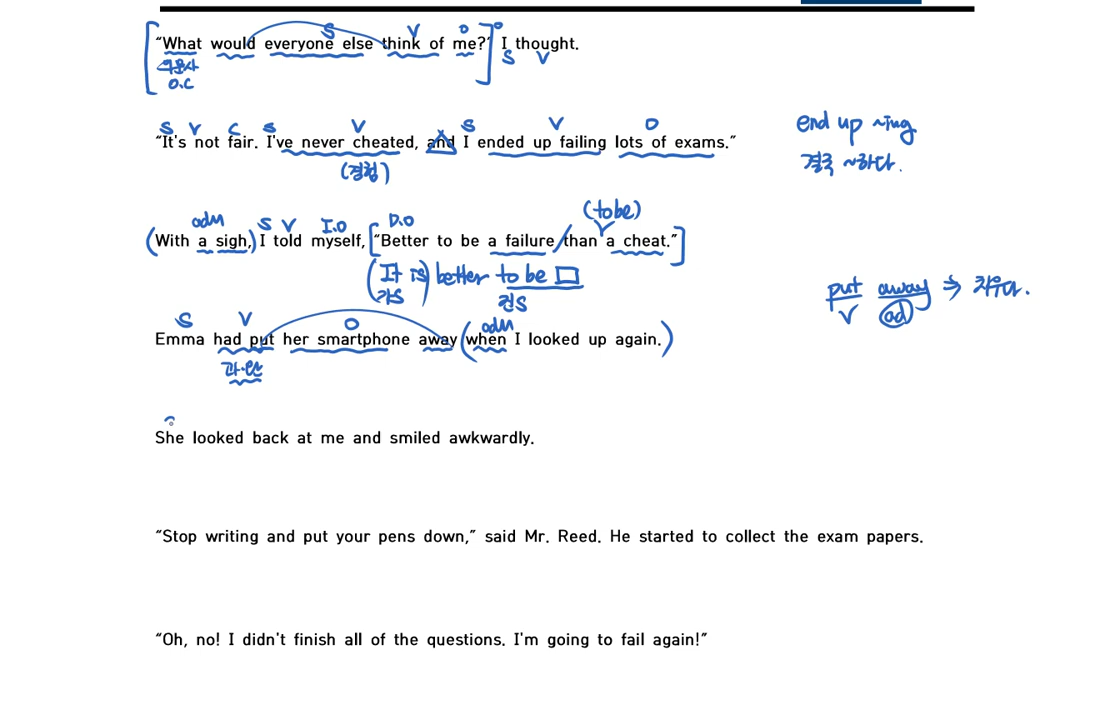 S V O O
“What would everyone else think of me?” I thought.
의문사 S V
O.C
S V C S V S V O end up ~ing
“It's not fair. I've never cheated, and I ended up failing lots of exams.”
(경험) 결국 ~하다.
(to be)
adm S V I.O D.O
(With a sigh,) I told myself, [“Better to be a failure/than a cheat.”]
(It is) better to be □
가S 진S put away ⇒ 치우다.
S V O adm V ad
Emma had put her smartphone away (when I looked up again.)
과·완
She looked back at me and smiled awkwardly.
“Stop writing and put your pens down,” said Mr. Reed. He started to collect the exam papers.
“Oh, no! I didn't finish all of the questions. I'm going to fail again!”